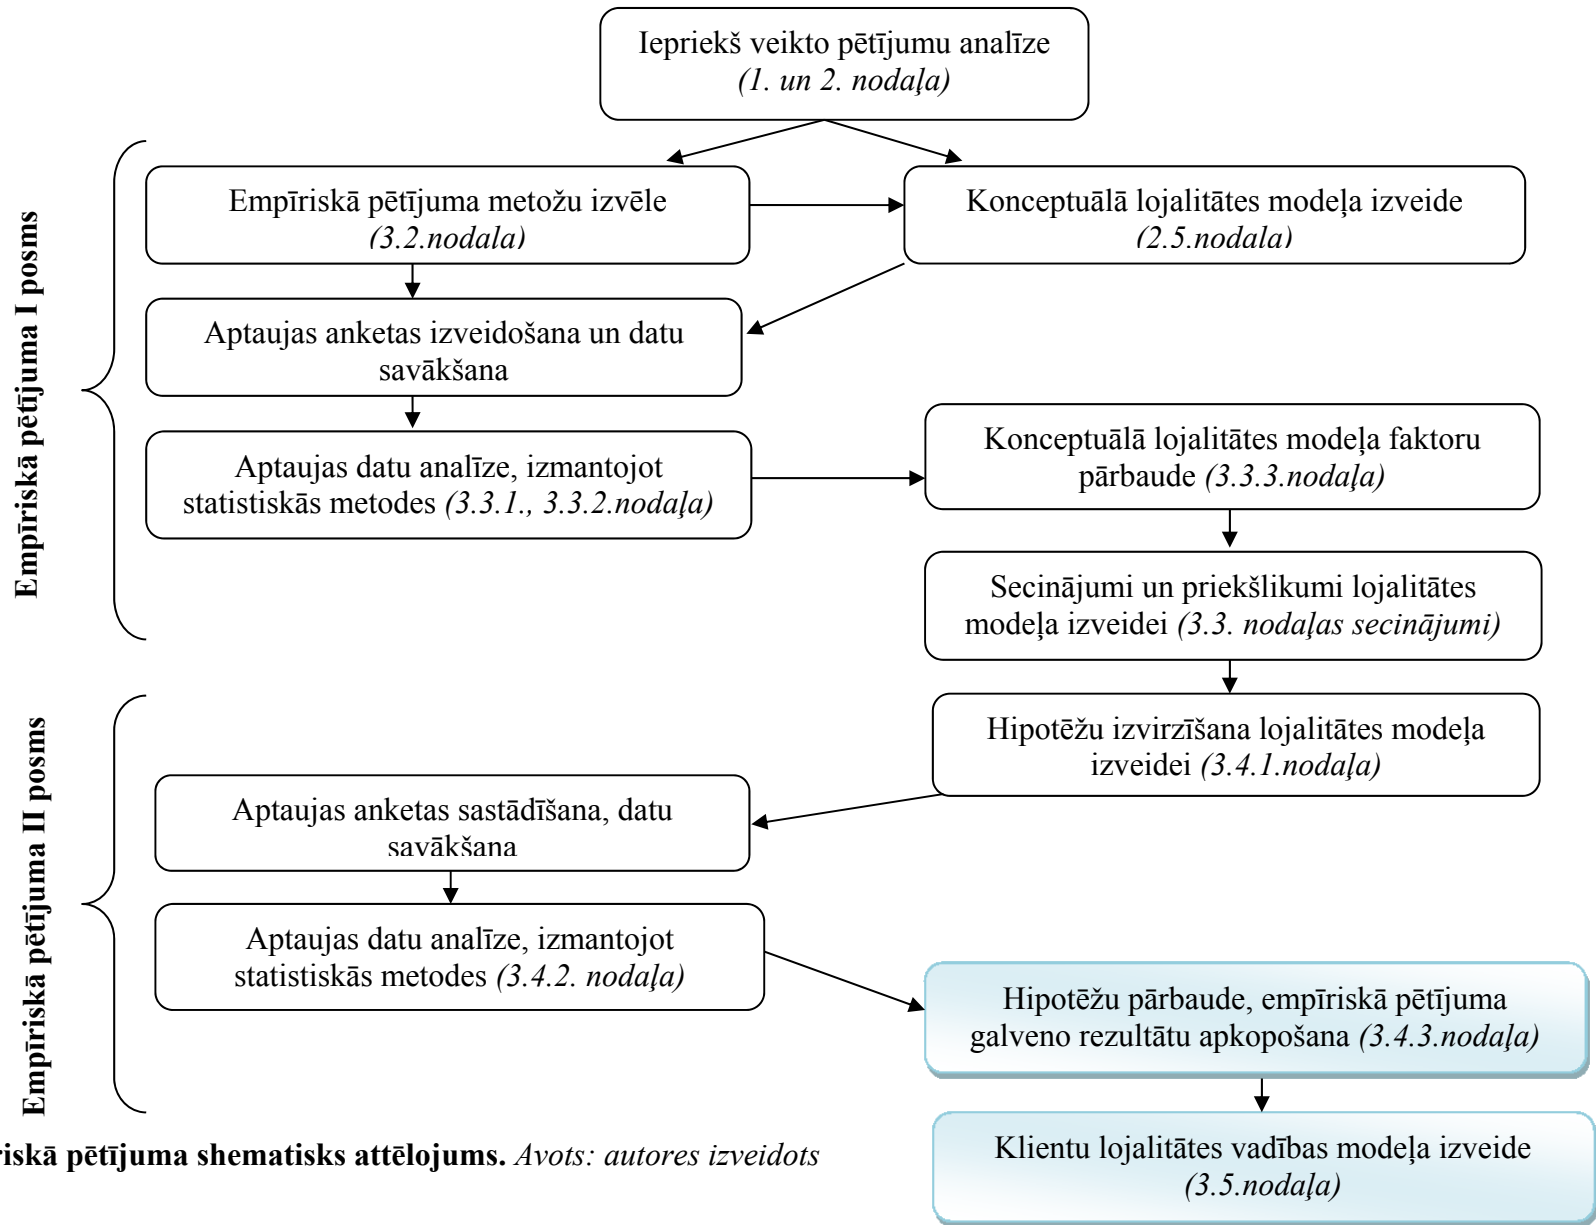 Iepriekš veikto pētījumu analīze
(1. un 2. nodaļa)
Empīriskā pētījuma I posms
Empīriskā pētījuma metožu izvēle
(3.2.nodaļa)
Konceptuālā lojalitātes modeļa izveide
(2.5.nodaļa)
Aptaujas anketas izveidošana un datu
savākšana
Aptaujas datu analīze, izmantojot
statistiskās metodes (3.3.1., 3.3.2.nodaļa)
Konceptuālā lojalitātes modeļa faktoru
pārbaude (3.3.3.nodaļa)
Secinājumi un priekšlikumi lojalitātes
modeļa izveidei (3.3. nodaļas secinājumi)
Empīriskā pētījuma II posms
Hipotēžu izvirzīšana lojalitātes modeļa
izveidei (3.4.1.nodaļa)
Aptaujas anketas sastādīšana, datu
savākšana
Aptaujas datu analīze, izmantojot
statistiskās metodes (3.4.2. nodaļa)
Hipotēžu pārbaude, empīriskā pētījuma
galveno rezultātu apkopošana (3.4.3.nodaļa)
Klientu lojalitātes vadības modeļa izveide
(3.5.nodaļa)
riskā pētījuma shematisks attēlojums. Avots: autores izveidots